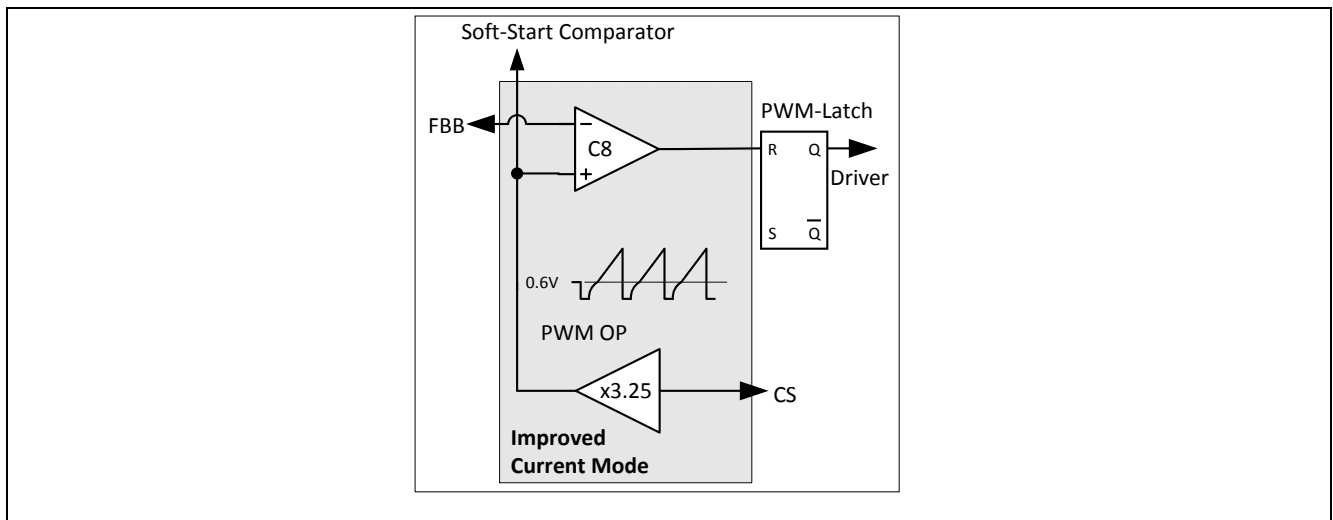 Soft-Start Comparator
FBB
PWM-Latch
−
C8
+
R Q
Driver
S Q̅
0.6V
PWM OP
x3.25
CS
Improved
Current Mode